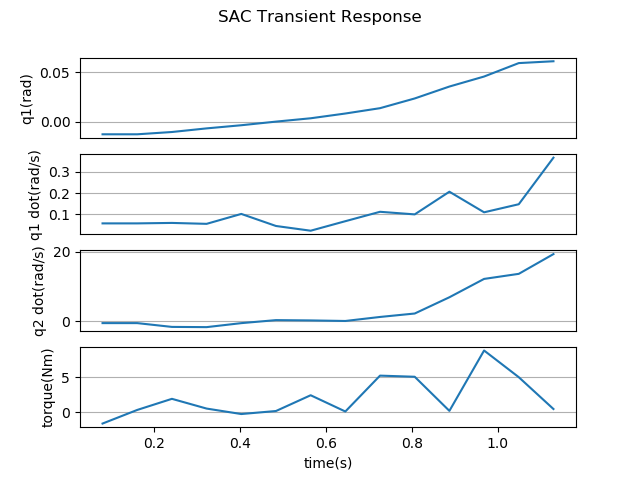 SAC Transient Response
q1(rad)
0.05
0.00
q1 dot(rad/s)
0.3
0.2
0.1
q2 dot(rad/s)
20
0
torque(Nm)
5
0
0.2 0.4 0.6 0.8 1.0
time(s)